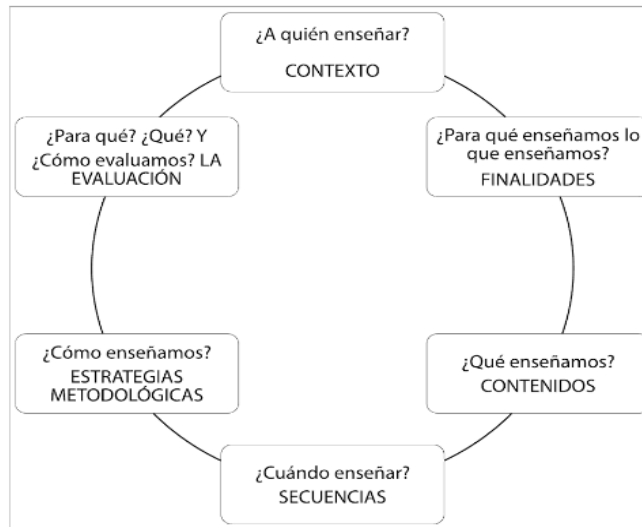 ¿A quién enseñar?
CONTEXTO
¿Para qué? ¿Qué? Y
¿Cómo evaluamos? LA
EVALUACIÓN
¿Para qué enseñamos lo
que enseñamos?
FINALIDADES
¿Cómo enseñamos?
ESTRATEGIAS
METODOLÓGICAS
¿Qué enseñamos?
CONTENIDOS
¿Cuándo enseñar?
SECUENCIAS